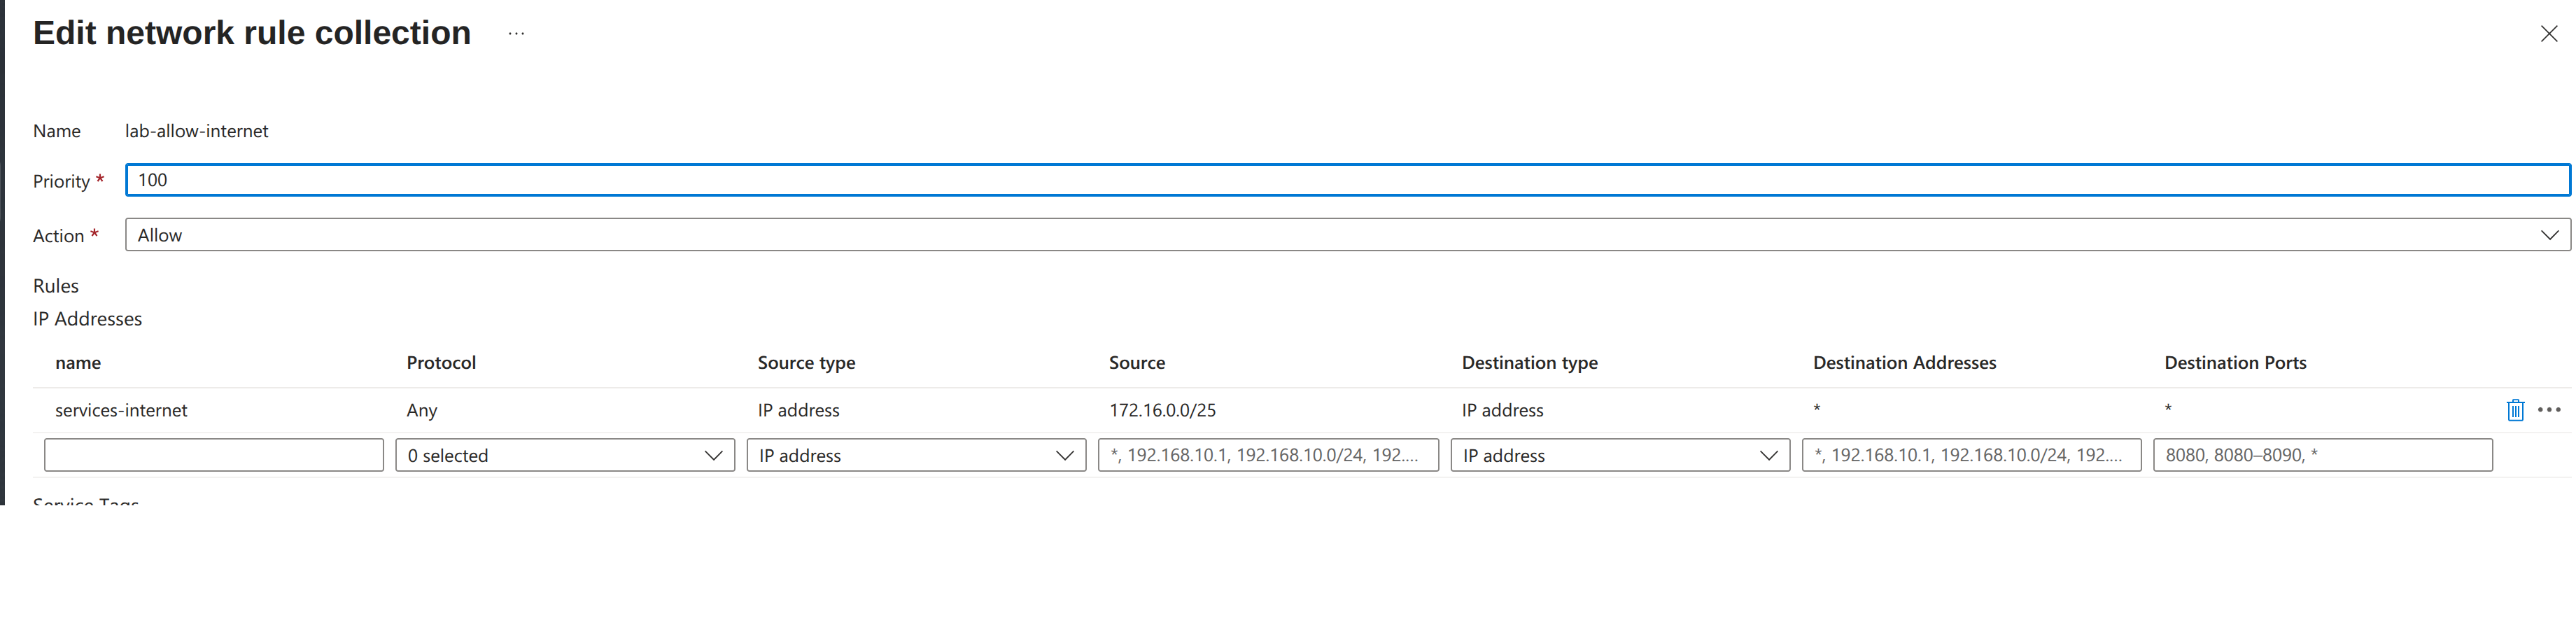 Edit network rule collection ...
Name lab-allow-internet
Priority * 100
Action * Allow
Rules
IP Addresses
name Protocol Source type Source Destination type Destination Addresses Destination Ports
services-internet Any IP address 172.16.0.0/25 IP address * *
0 selected IP address *, 192.168.10.1, 192.168.10.0/24, 192.... IP address *, 192.168.10.1, 192.168.10.0/24, 192.... 8080, 8080–8090, *
Service Tags